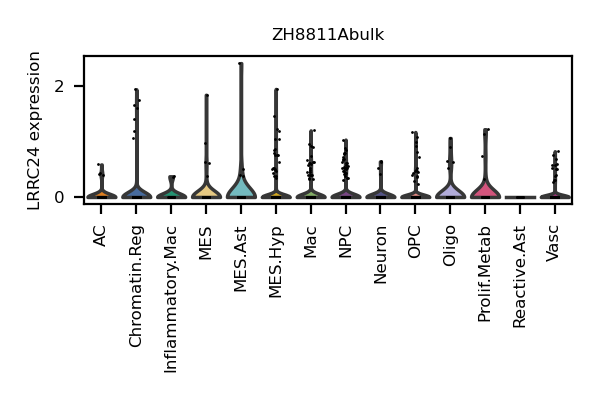 ZH8811Abulk
LRRC24 expression
2
0
AC
Chromatin.Reg
Inflammatory.Mac
MES
MES.Ast
MES.Hyp
Mac
NPC
Neuron
OPC
Oligo
Prolif.Metab
Reactive.Ast
Vasc